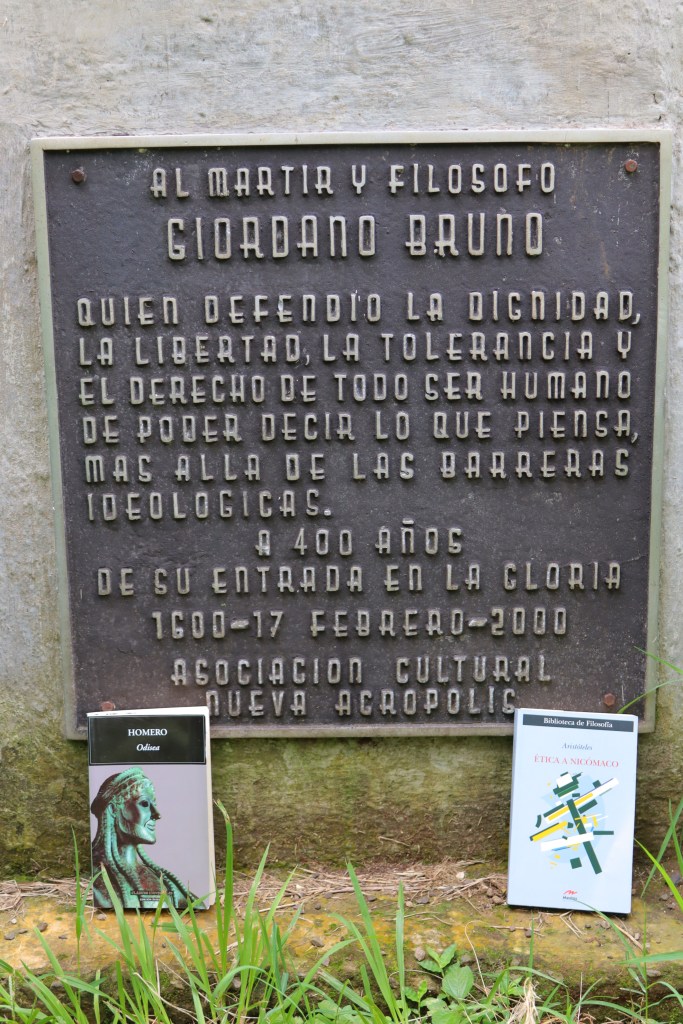 AL MARTIR Y FILOSOFO
GIORDANO BRUNO
QUIEN DEFENDIO LA DIGNIDAD,
LA LIBERTAD, LA TOLERANCIA Y
EL DERECHO DE TODO SER HUMANO
DE PODER DECIR LO QUE PIENSA,
MAS ALLA DE LAS BARRERAS
IDEOLOGICAS.
A 400 AÑOS
DE SU ENTRADA EN LA GLORIA
1600-17 FEBRERO-2000
ASOCIACION CULTURAL
NUEVA ACROPOLIS
HOMERO
Odisea
Biblioteca de Filosofía
Aristóteles
ÉTICA A NICÓMACO